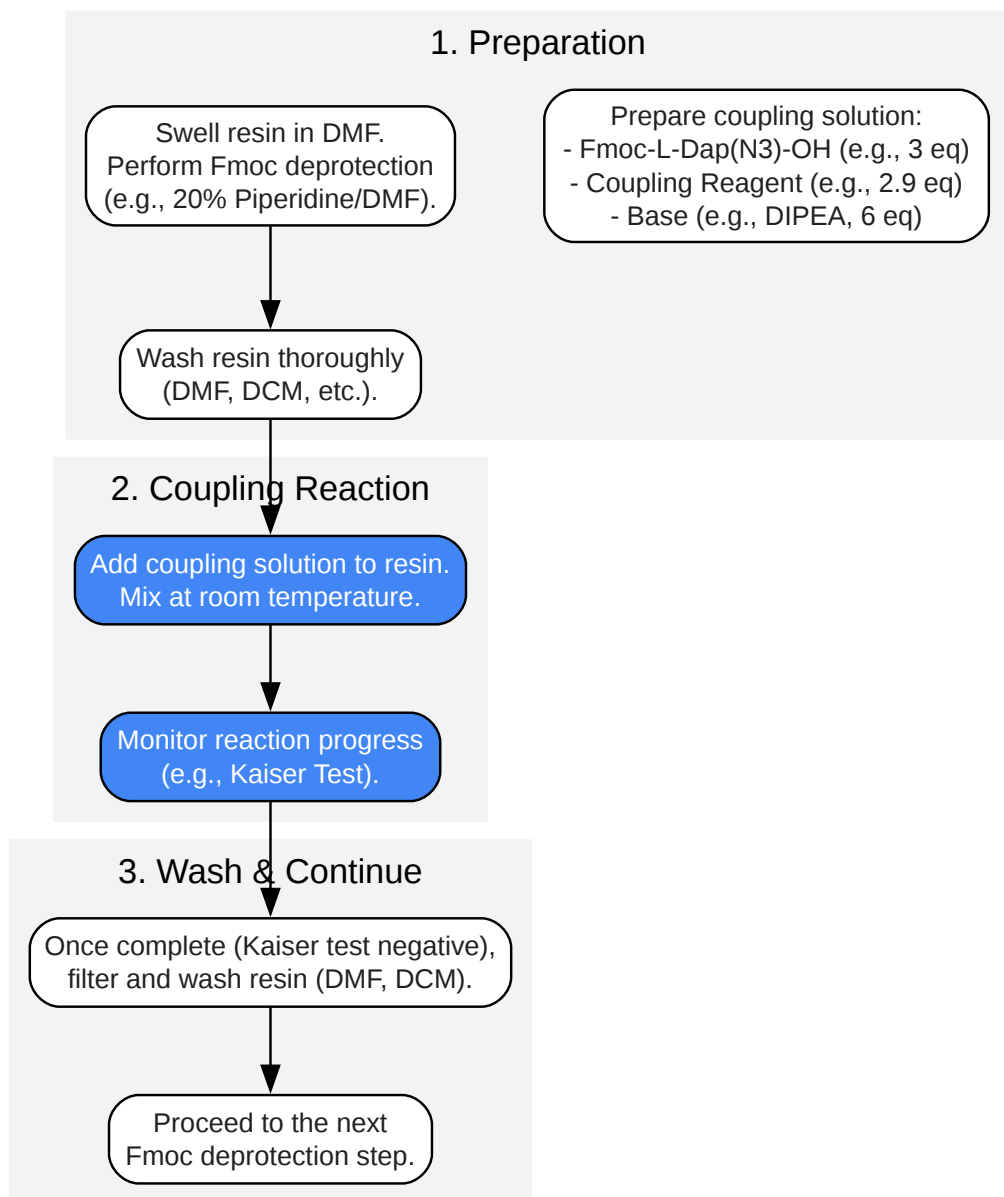 1. Preparation
Swell resin in DMF.
Perform Fmoc deprotection
(e.g., 20% Piperidine/DMF).
Prepare coupling solution:
- Fmoc-L-Dap(N3)-OH (e.g., 3 eq)
- Coupling Reagent (e.g., 2.9 eq)
- Base (e.g., DIPEA, 6 eq)
Wash resin thoroughly
(DMF, DCM, etc.).
2. Coupling Reaction
Add coupling solution to resin.
Mix at room temperature.
Monitor reaction progress
(e.g., Kaiser Test).
3. Wash & Continue
Once complete (Kaiser test negative),
filter and wash resin (DMF, DCM).
Proceed to the next
Fmoc deprotection step.